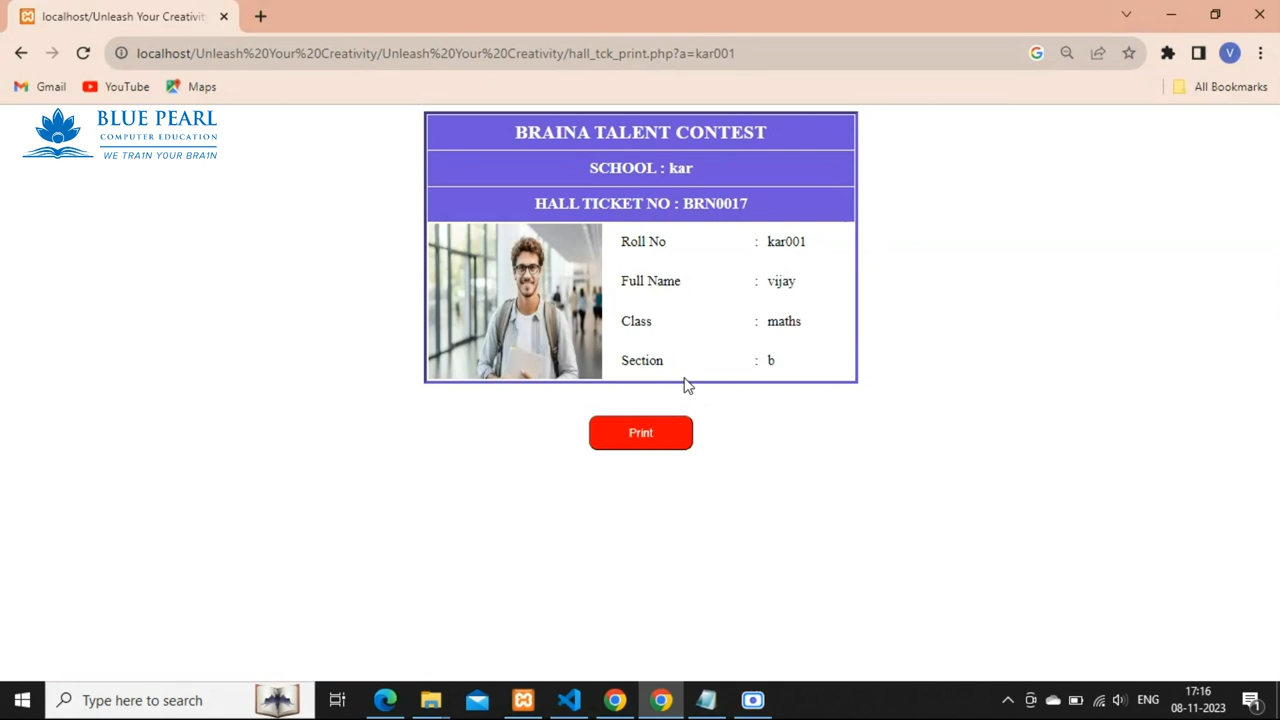 localhost/Unleash Your Creativity
localhost/Unleash%20Your%20Creativity/Unleash%20Your%20Creativity/hall_tck_print.php?a=kar001
V
Gmail
YouTube
Maps
All Bookmarks
BLUE PEARL
COMPUTER EDUCATION
WE TRAIN YOUR BRAIN
BRAINA TALENT CONTEST
SCHOOL : kar
HALL TICKET NO : BRN0017
Roll No : kar001
Full Name : vijay
Class : maths
Section : b
Print
Type here to search
ENG
17:16
08-11-2023
1